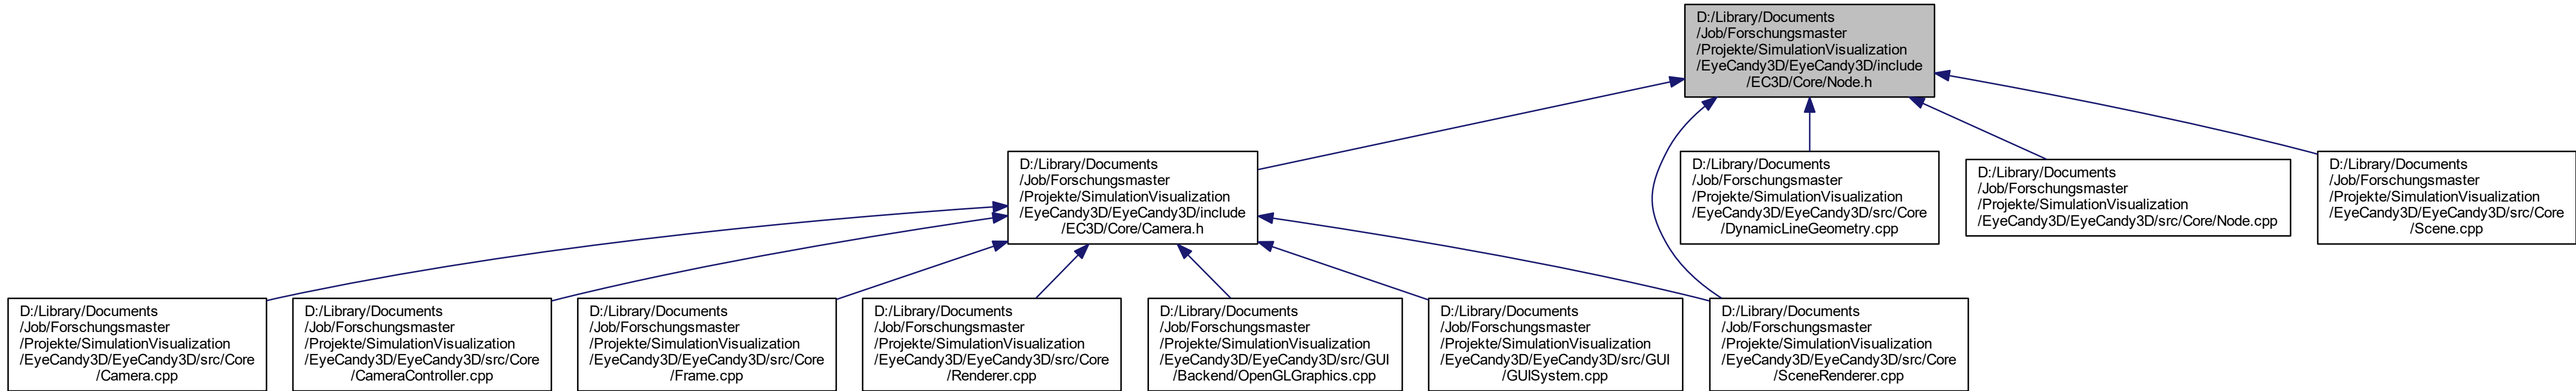 D:/Library/Documents
/Job/Forschungsmaster
/Projekte/SimulationVisualization
/EyeCandy3D/EyeCandy3D/include
/EC3D/Core/Node.h
D:/Library/Documents
/Job/Forschungsmaster
/Projekte/SimulationVisualization
/EyeCandy3D/EyeCandy3D/include
/EC3D/Core/Camera.h
D:/Library/Documents
/Job/Forschungsmaster
/Projekte/SimulationVisualization
/EyeCandy3D/EyeCandy3D/src/Core
/DynamicLineGeometry.cpp
D:/Library/Documents
/Job/Forschungsmaster
/Projekte/SimulationVisualization
/EyeCandy3D/EyeCandy3D/src/Core/Node.cpp
D:/Library/Documents
/Job/Forschungsmaster
/Projekte/SimulationVisualization
/EyeCandy3D/EyeCandy3D/src/Core
/Scene.cpp
D:/Library/Documents
/Job/Forschungsmaster
/Projekte/SimulationVisualization
/EyeCandy3D/EyeCandy3D/src/Core
/Camera.cpp
D:/Library/Documents
/Job/Forschungsmaster
/Projekte/SimulationVisualization
/EyeCandy3D/EyeCandy3D/src/Core
/CameraController.cpp
D:/Library/Documents
/Job/Forschungsmaster
/Projekte/SimulationVisualization
/EyeCandy3D/EyeCandy3D/src/Core
/Frame.cpp
D:/Library/Documents
/Job/Forschungsmaster
/Projekte/SimulationVisualization
/EyeCandy3D/EyeCandy3D/src/Core
/Renderer.cpp
D:/Library/Documents
/Job/Forschungsmaster
/Projekte/SimulationVisualization
/EyeCandy3D/EyeCandy3D/src/GUI
/Backend/OpenGLGraphics.cpp
D:/Library/Documents
/Job/Forschungsmaster
/Projekte/SimulationVisualization
/EyeCandy3D/EyeCandy3D/src/GUI
/GUISystem.cpp
D:/Library/Documents
/Job/Forschungsmaster
/Projekte/SimulationVisualization
/EyeCandy3D/EyeCandy3D/src/Core
/SceneRenderer.cpp